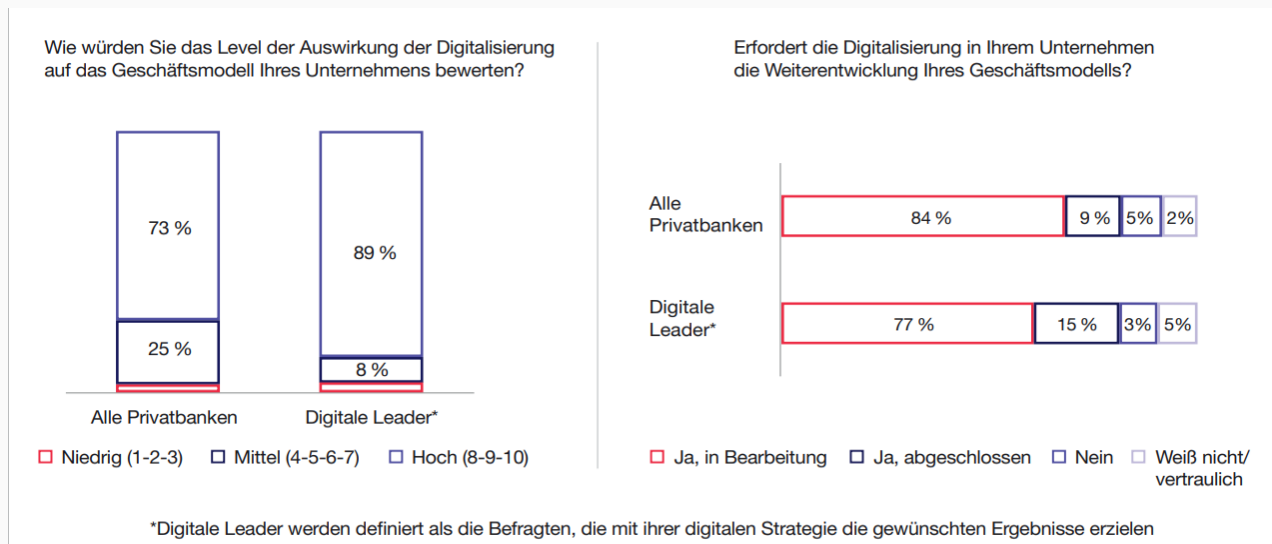 Wie würden Sie das Level der Auswirkung der Digitalisierung
auf das Geschäftsmodell Ihres Unternehmens bewerten?
73 %
25 %
89 %
8 %
Alle Privatbanken
Digitale Leader*
Niedrig (1-2-3)
Mittel (4-5-6-7)
Hoch (8-9-10)
Erfordert die Digitalisierung in Ihrem Unternehmen
die Weiterentwicklung Ihres Geschäftsmodells?
Alle
Privatbanken
84 %
9 %
5%
2%
Digitale
Leader*
77 %
15 %
3%
5%
Ja, in Bearbeitung
Ja, abgeschlossen
Nein
Weiß nicht/
vertraulich
*Digitale Leader werden definiert als die Befragten, die mit ihrer digitalen Strategie die gewünschten Ergebnisse erzielen